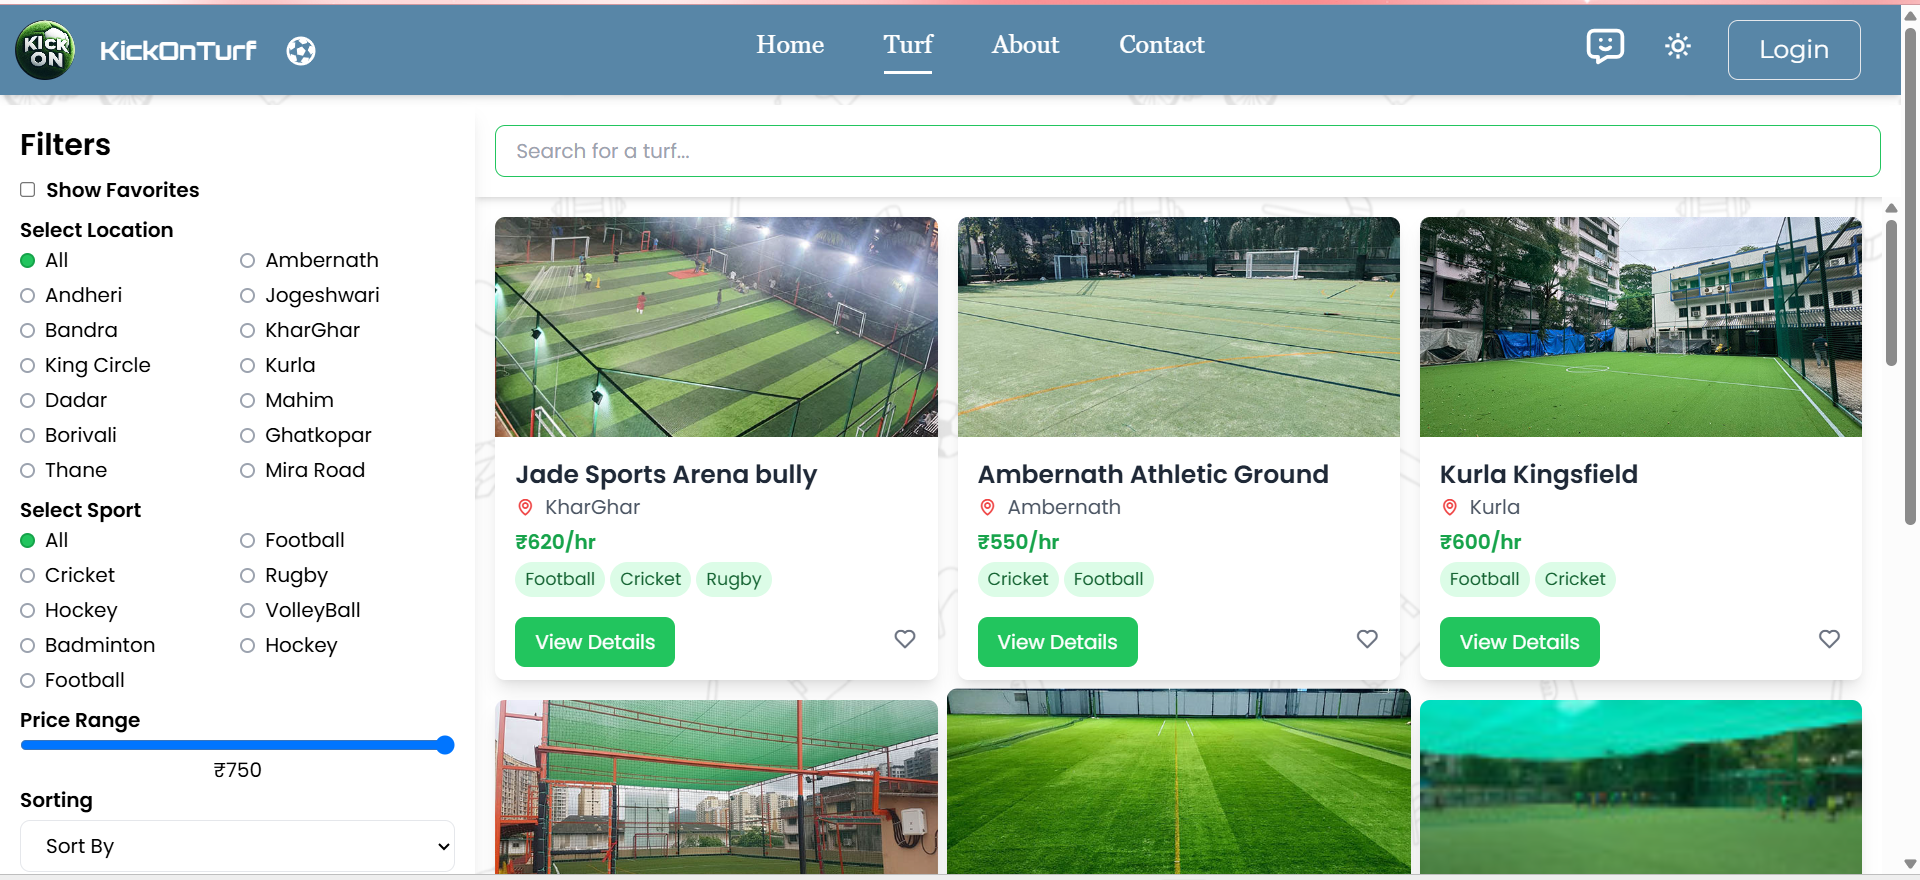 KICK ON
KickOnTurf
Home Turf About Contact
Login
Filters
Show Favorites
Select Location
All Ambernath
Andheri Jogeshwari
Bandra KharGhar
King Circle Kurla
Dadar Mahim
Borivali Ghatkopar
Thane Mira Road
Select Sport
All Football
Cricket Rugby
Hockey VolleyBall
Badminton Hockey
Football
Price Range
₹750
Sorting
Sort By
Search for a turf...
Jade Sports Arena bully
KharGhar
₹620/hr
Football Cricket Rugby
View Details
Ambernath Athletic Ground
Ambernath
₹550/hr
Cricket Football
View Details
Kurla Kingsfield
Kurla
₹600/hr
Football Cricket
View Details